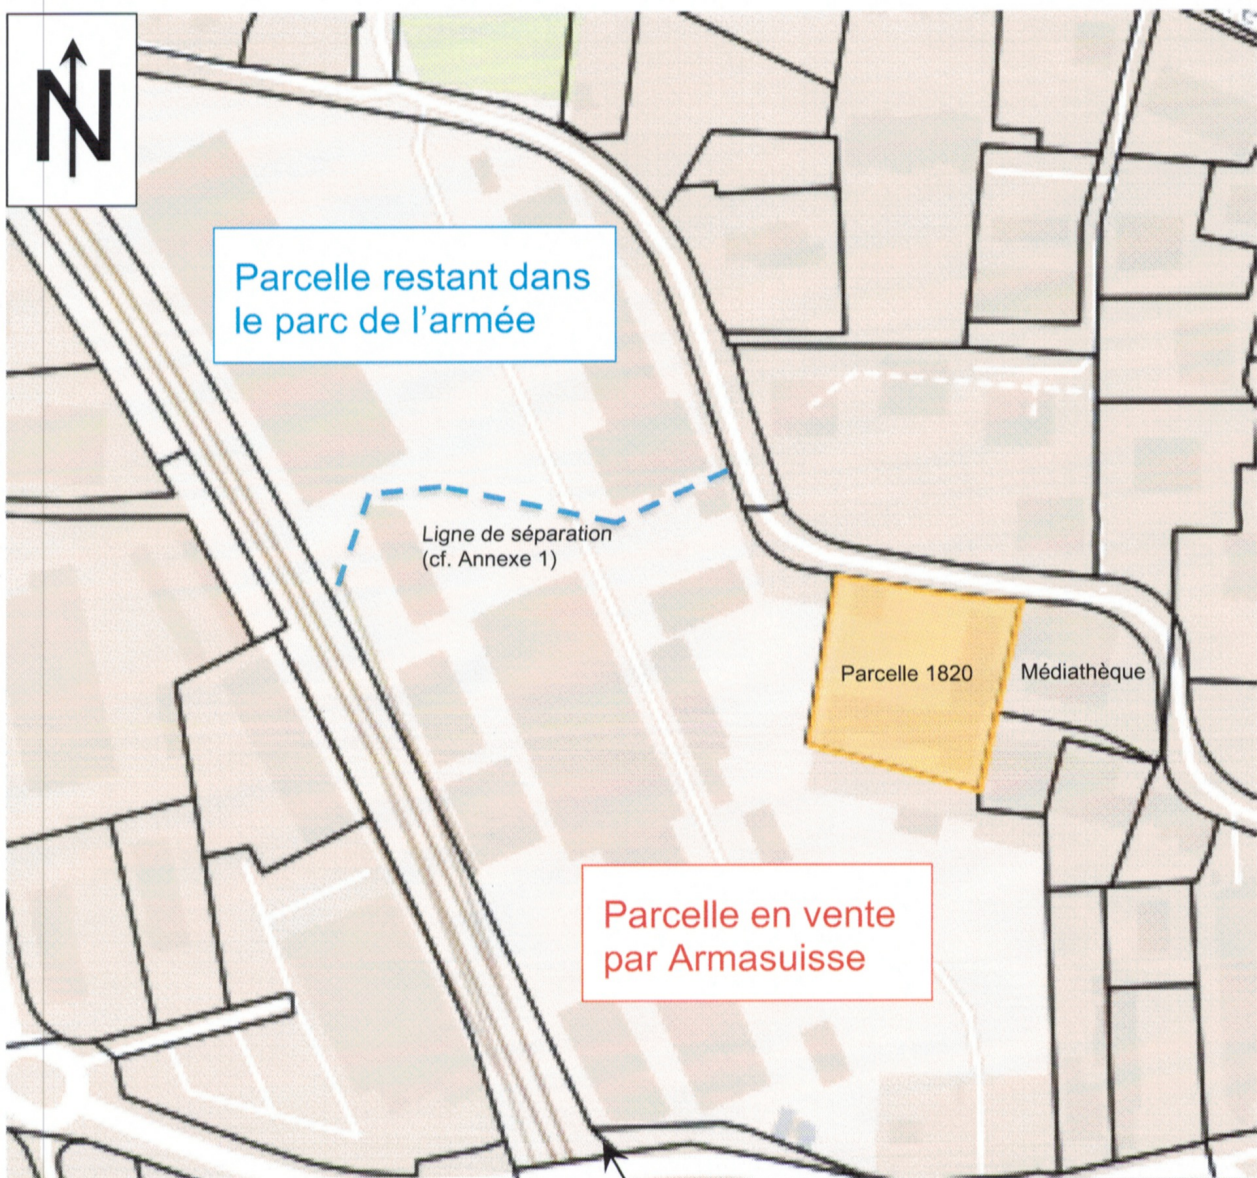 N
Parcelle restant dans
le parc de l'armée
Ligne de séparation
(cf. Annexe 1)
Parcelle 1820
Médiathèque
Parcelle en vente
par Armasuisse